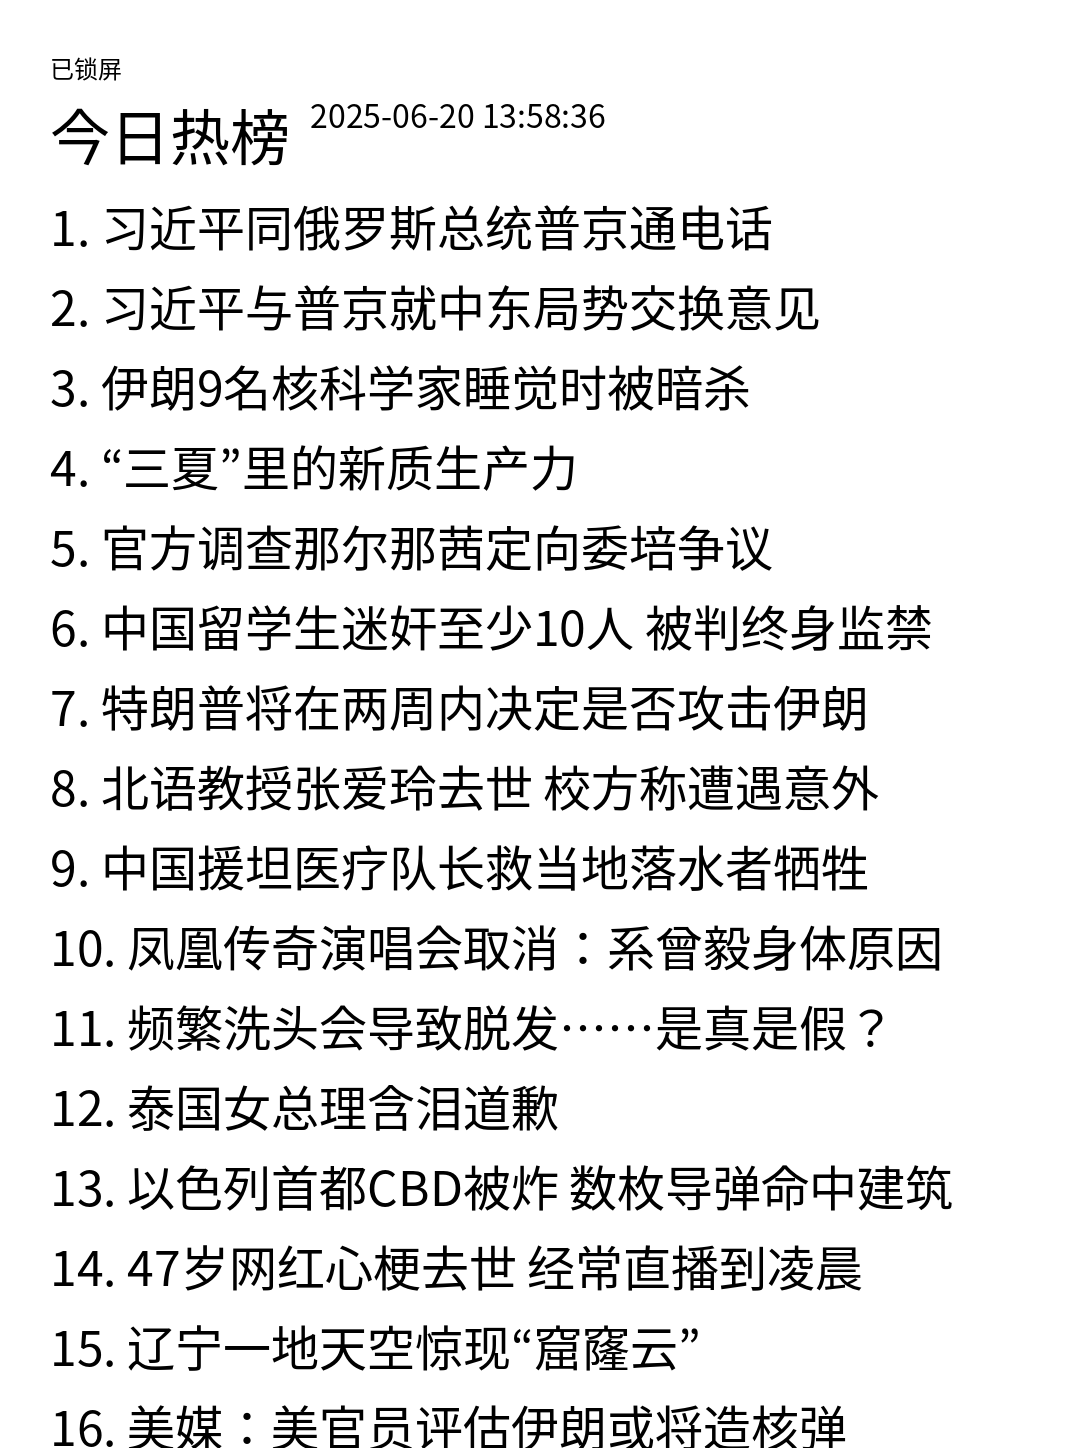 已锁屏
今日热榜 2025-06-20 13:58:36
1. 习近平同俄罗斯总统普京通电话
2. 习近平与普京就中东局势交换意见
3. 伊朗9名核科学家睡觉时被暗杀
4. “三夏”里的新质生产力
5. 官方调查那尔那茜定向委培争议
6. 中国留学生迷奸至少10人 被判终身监禁
7. 特朗普将在两周内决定是否攻击伊朗
8. 北语教授张爱玲去世 校方称遭遇意外
9. 中国援坦医疗队长救当地落水者牺牲
10. 凤凰传奇演唱会取消：系曾毅身体原因
11. 频繁洗头会导致脱发……是真是假？
12. 泰国女总理含泪道歉
13. 以色列首都CBD被炸 数枚导弹命中建筑
14. 47岁网红心梗去世 经常直播到凌晨
15. 辽宁一地天空惊现“窟窿云”
16. 美媒：美官员评估伊朗或将造核弹